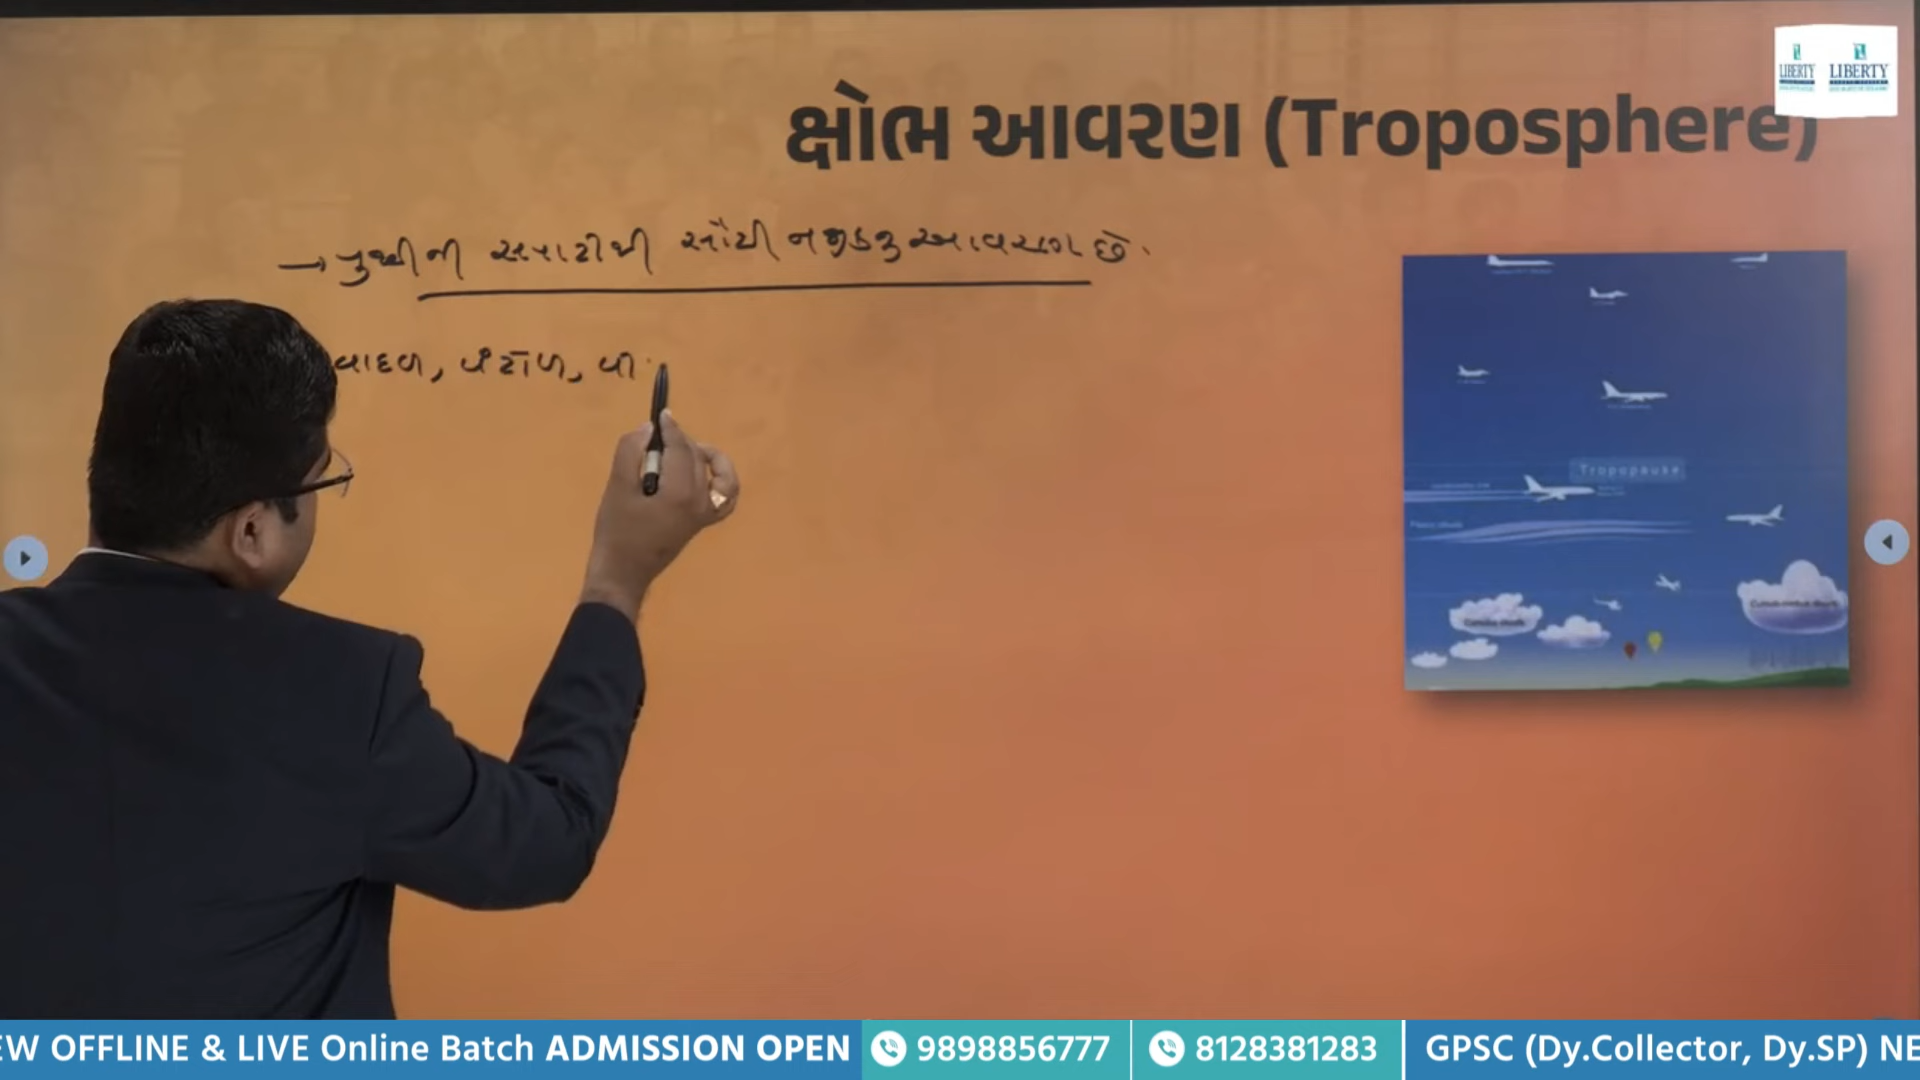 LIBERTY LIBERTY
ક્ષોભ આવરણ (Troposphere)
→ પૃથ્વીની સપાટીથી સૌથી નજીકનુ આવરણ છે.
વાદળ, વંટોળ, વી
Tropopause
EW OFFLINE & LIVE Online Batch ADMISSION OPEN 9898856777 8128381283 GPSC (Dy.Collector, Dy.SP) NE